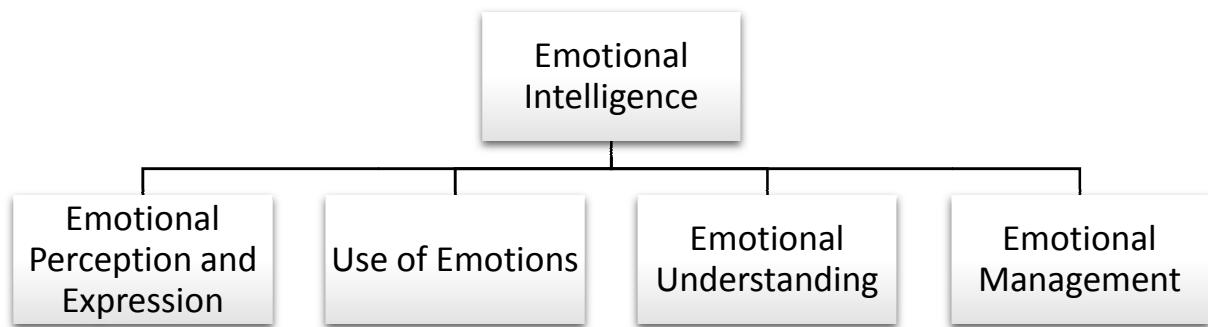 Emotional
Intelligence
Emotional
Perception and
Expression
Use of Emotions
Emotional
Understanding
Emotional
Management